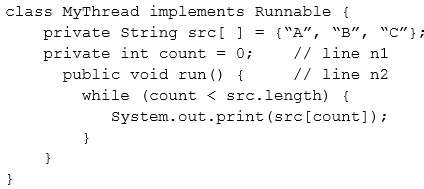 class MyThread implements Runnable {
    private String src[ ] = {“A”, “B”, “C”};
    private int count = 0;    // line n1
      public void run() {     // line n2
        while (count < src.length) {
           System.out.print(src[count]);
        }
    }
}